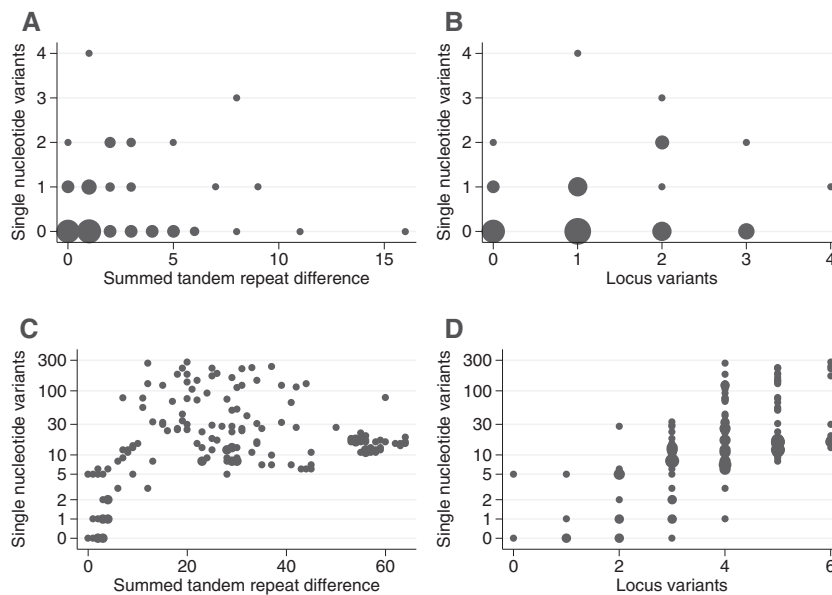 A
Single nucleotide variants
4
3
2
1
0
0 5 10 15
Summed tandem repeat difference
B
Single nucleotide variants
4
3
2
1
0
0 1 2 3 4
Locus variants
C
Single nucleotide variants
300
100
30
10
5
2
1
0
0 20 40 60
Summed tandem repeat difference
D
Single nucleotide variants
300
100
30
10
5
2
1
0
0 2 4 6
Locus variants